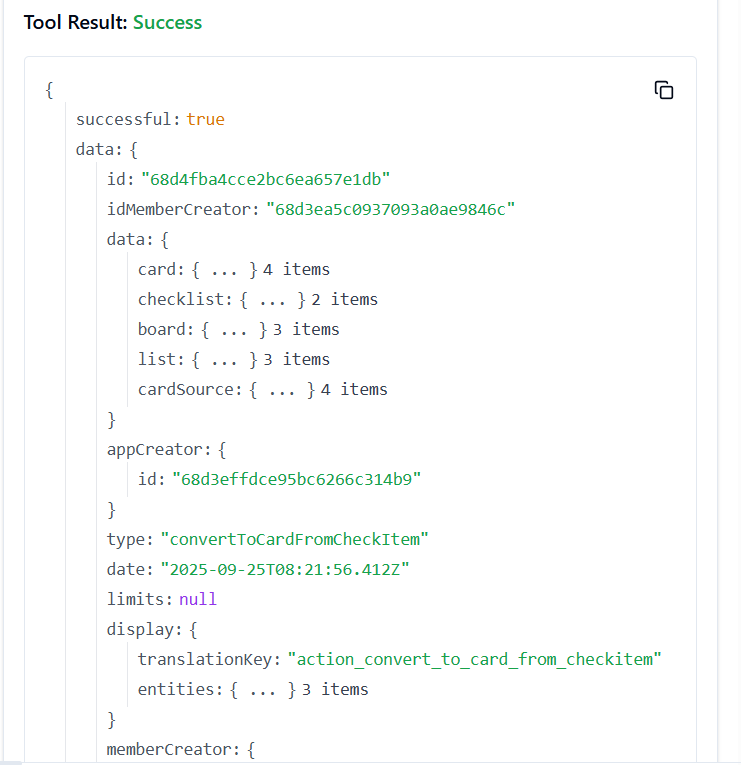 Tool Result: Success
{
successful: true
data: {
id: "68d4fba4cce2bc6ea657e1db"
idMemberCreator: "68d3ea5c0937093a0ae9846c"
data: {
card: { ... } 4 items
checklist: { ... } 2 items
board: { ... } 3 items
list: { ... } 3 items
cardSource: { ... } 4 items
}
appCreator: {
id: "68d3effdce95bc6266c314b9"
}
type: "convertToCardFromCheckItem"
date: "2025-09-25T08:21:56.412Z"
limits: null
display: {
translationKey: "action_convert_to_card_from_checkitem"
entities: { ... } 3 items
}
memberCreator: {